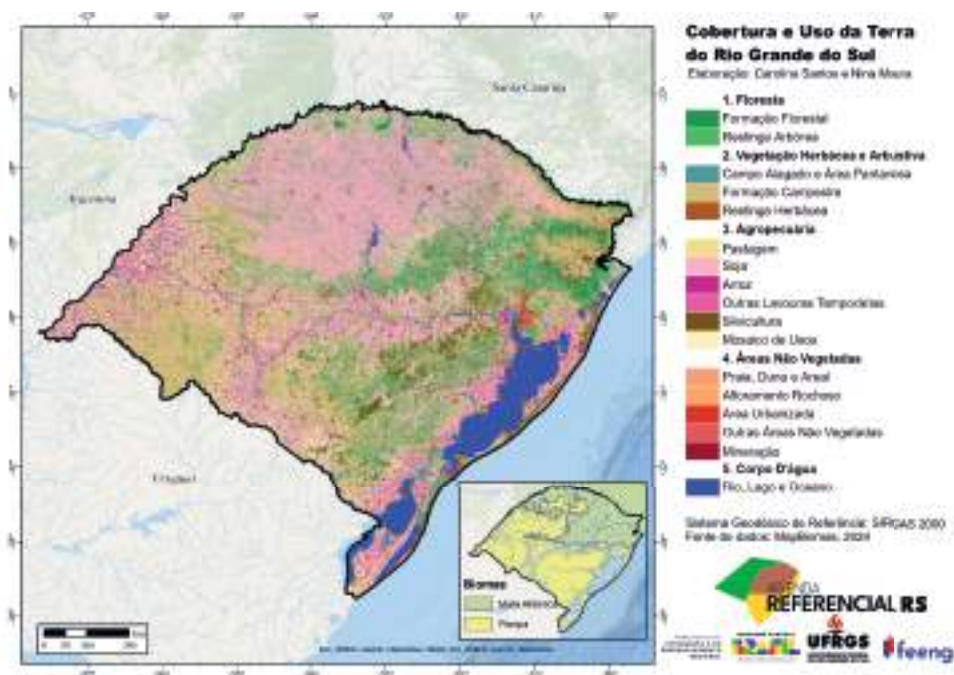 Cobertura e Uso da Terra
do Rio Grande do Sul
Elaboração: Carolina Santos e Nina Moura
Santa Catarina
Argentina
Uruguai
1. Floresta
Formação Florestal
Restinga Arbórea
2. Vegetação Herbácea e Arbustiva
Campo Alagado e Área Pantanosa
Formação Campestre
Restinga Herbácea
3. Agropecuária
Pastagem
Soja
Arroz
Outras Lavouras Temporárias
Silvicultura
Mosaico de Usos
4. Áreas Não Vegetadas
Praia, Duna e Areal
Afloramento Rochoso
Área Urbanizada
Outras Áreas Não Vegetadas
Mineração
5. Corpo D'água
Rio, Lago e Oceano
Sistema Geodésico de Referência: SIRGAS 2000
Fonte de dados: MapBiomas, 2024
Biomas
Mata Atlântica
Pampa
AGENDA
REFERENCIAL RS
UFRGS
feeng